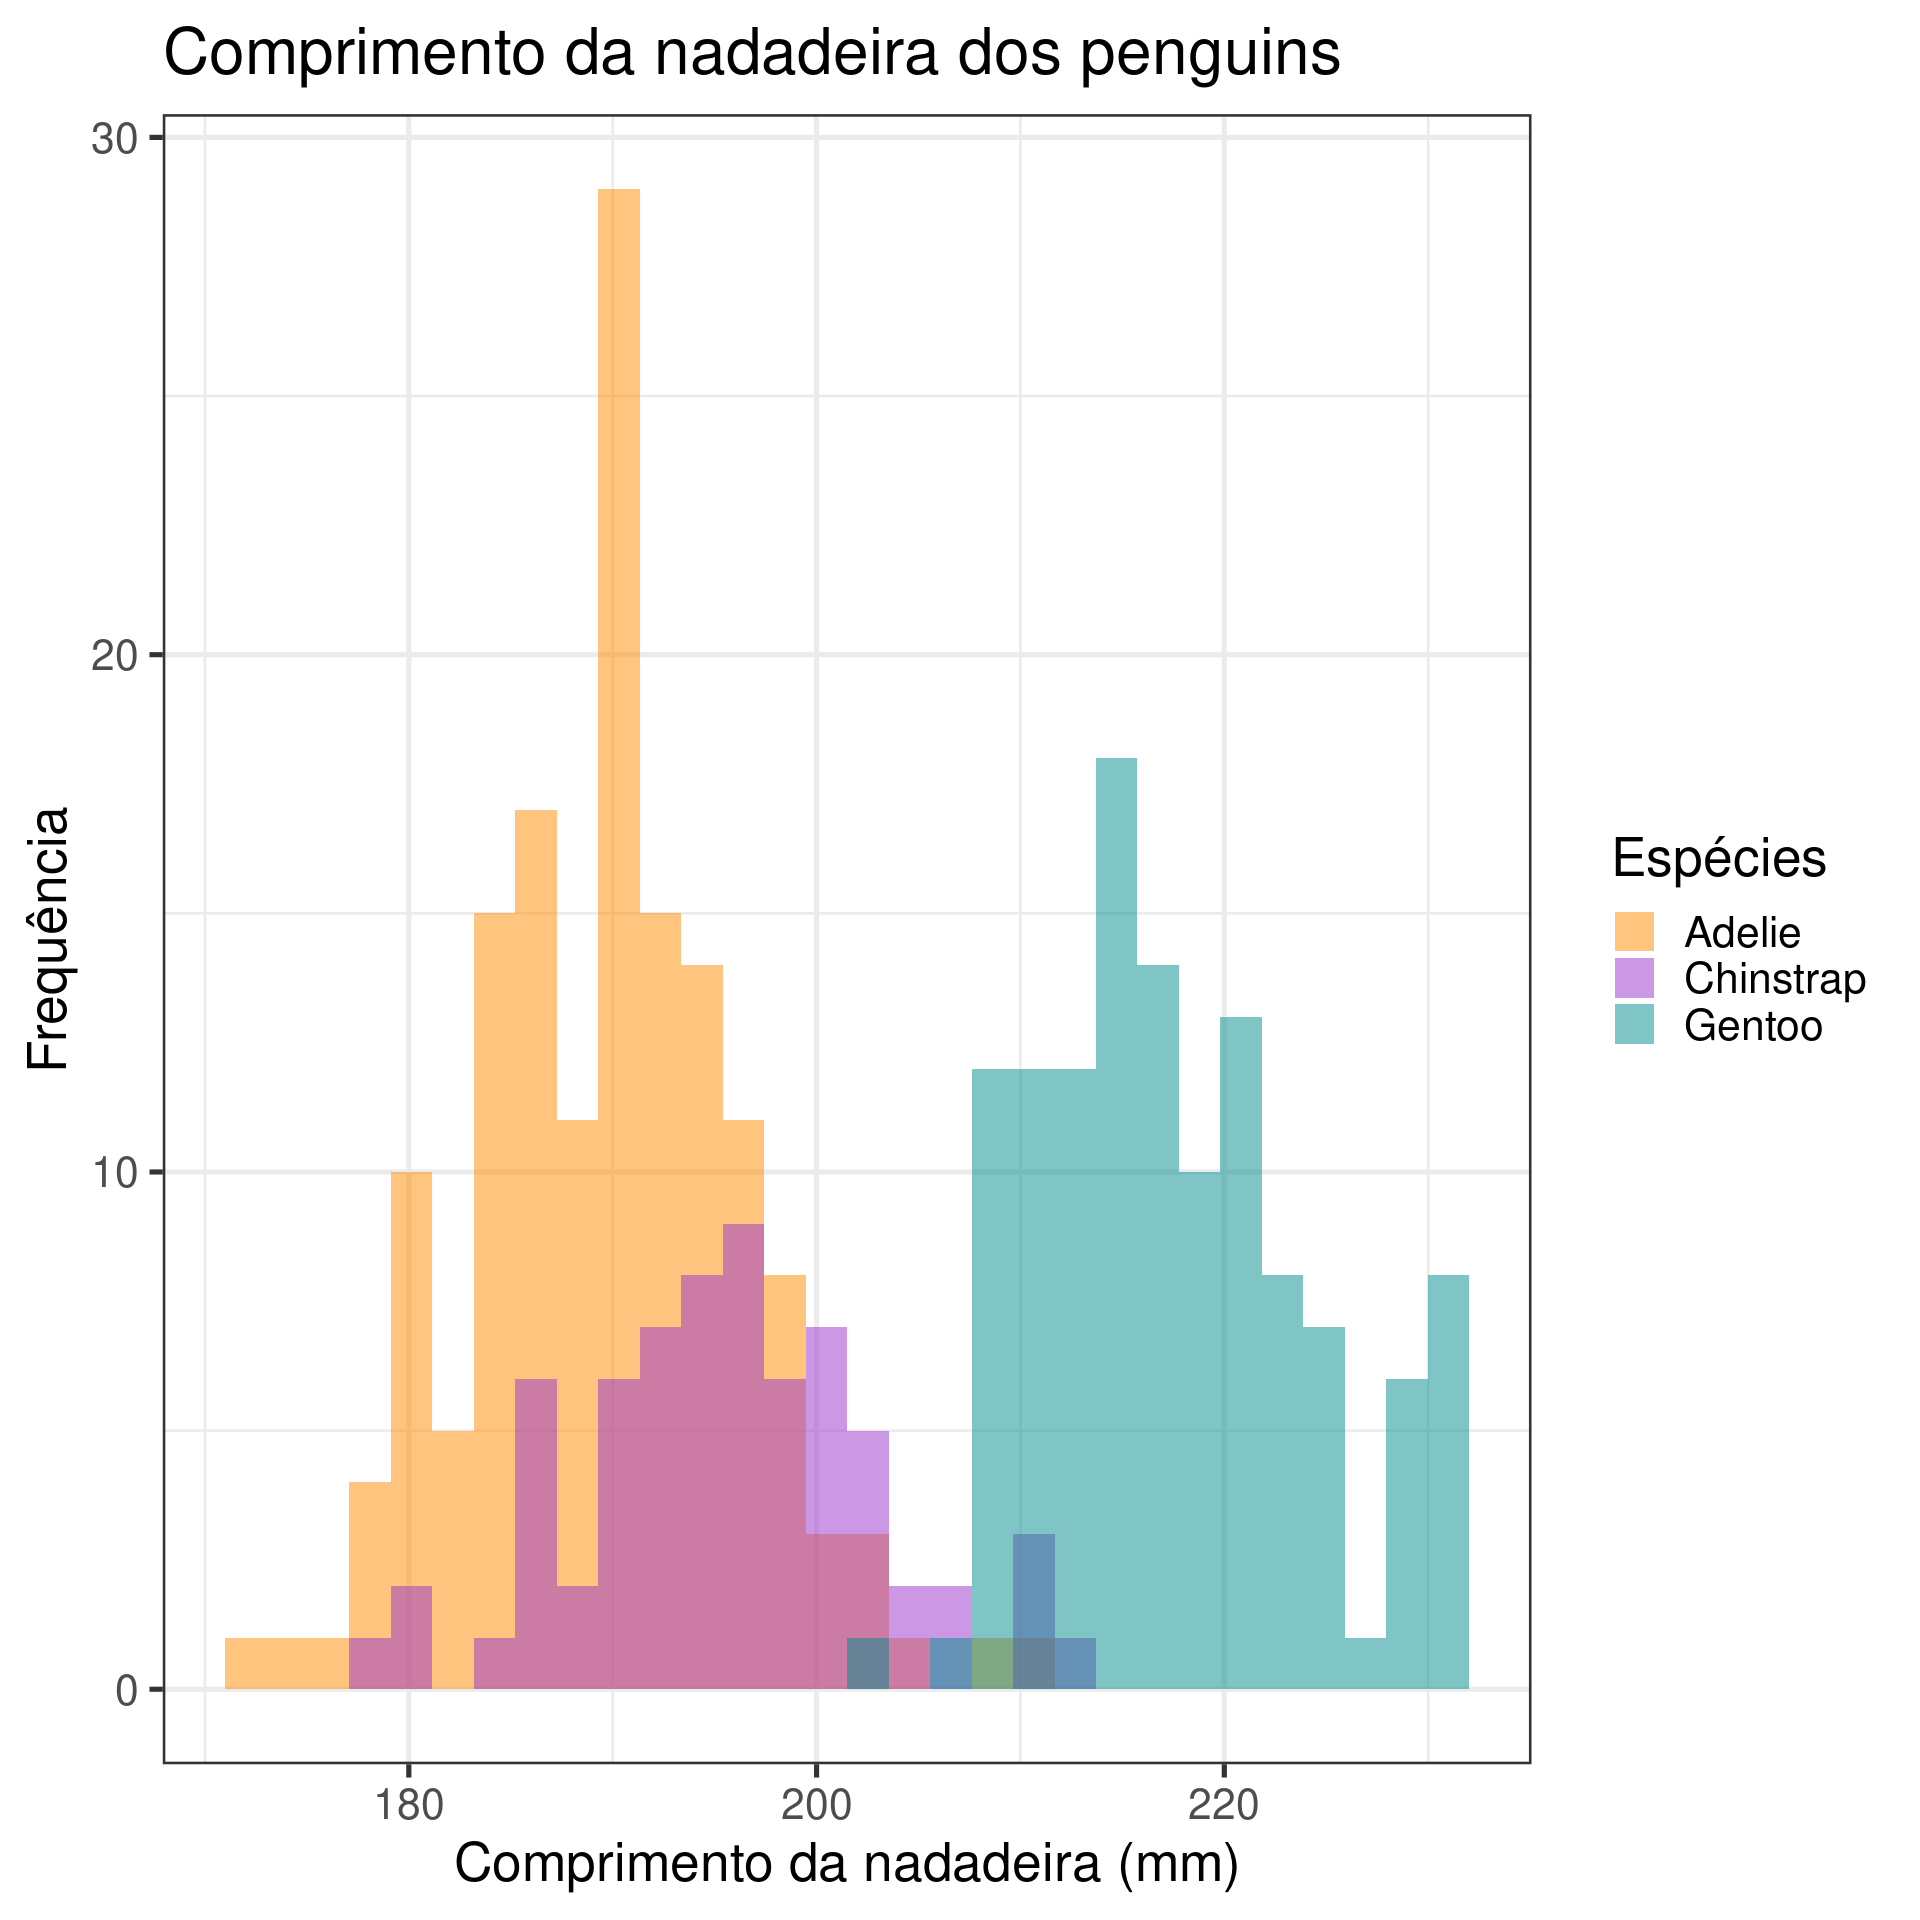 Comprimento da nadadeira dos penguins
30
20
10
0
Frequência
180 200 220
Comprimento da nadadeira (mm)
Espécies
Adelie
Chinstrap
Gentoo